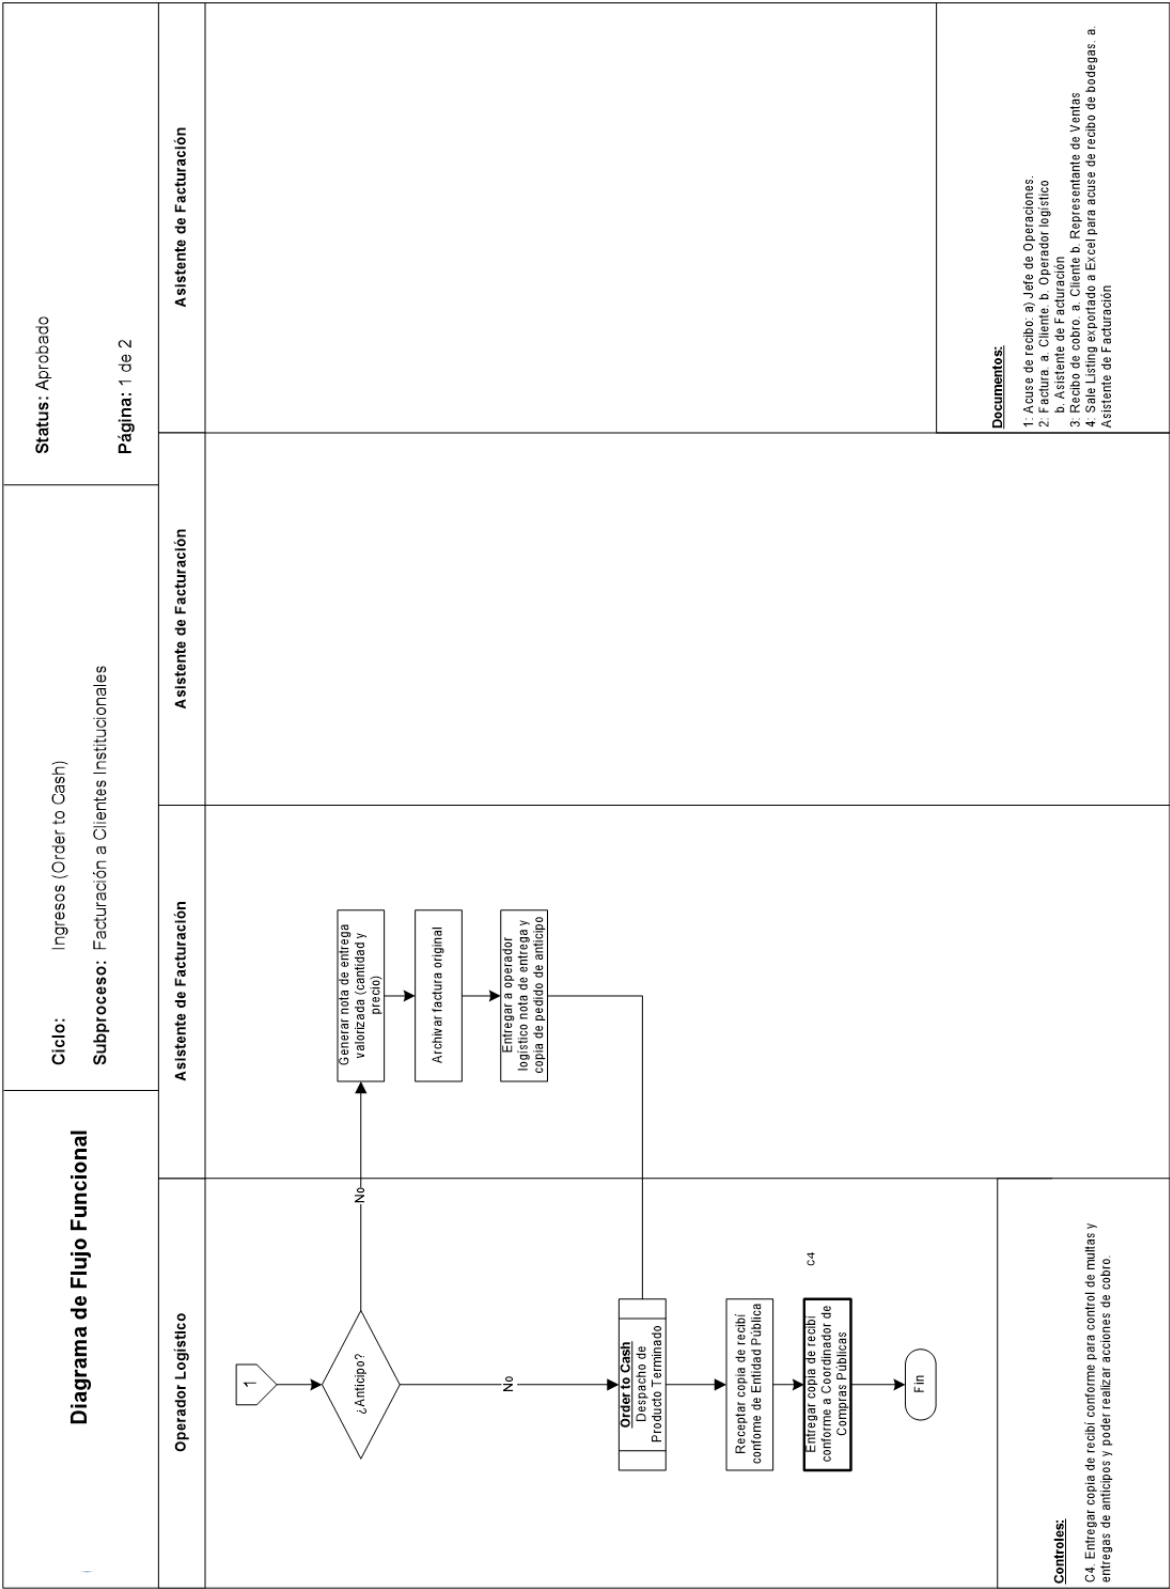 Diagrama de Flujo Funcional
Ciclo: Ingresos (Order to Cash)
Subproceso: Facturación a Clientes Institucionales
Status: Aprobado
Página: 1 de 2
Operador Logístico
Asistente de Facturación
Asistente de Facturación
Asistente de Facturación
1
¿Anticipo?
No
No
Generar nota de entrega
valorizada (cantidad y
precio)
Archivar factura original
Entregar a operador
logístico nota de entrega y
copia de pedido de anticipo
Order to Cash
Despacho de
Producto Terminado
Receptar copia de recibí
conforme de Entidad Pública
Entregar copia de recibí
conforme a Coordinador de
Compras Públicas
C4
Fin
Controles:
C4. Entregar copia de recibí conforme para control de multas y
entregas de anticipos y poder realizar acciones de cobro.
Documentos:
1: Acuse de recibo: a) Jefe de Operaciones.
2: Factura. a. Cliente. b. Operador logístico
b. Asistente de Facturación
3: Recibo de cobro. a. Cliente b. Representante de Ventas
4: Sale Listing exportado a Excel para acuse de recibo de bodegas. a.
Asistente de Facturación